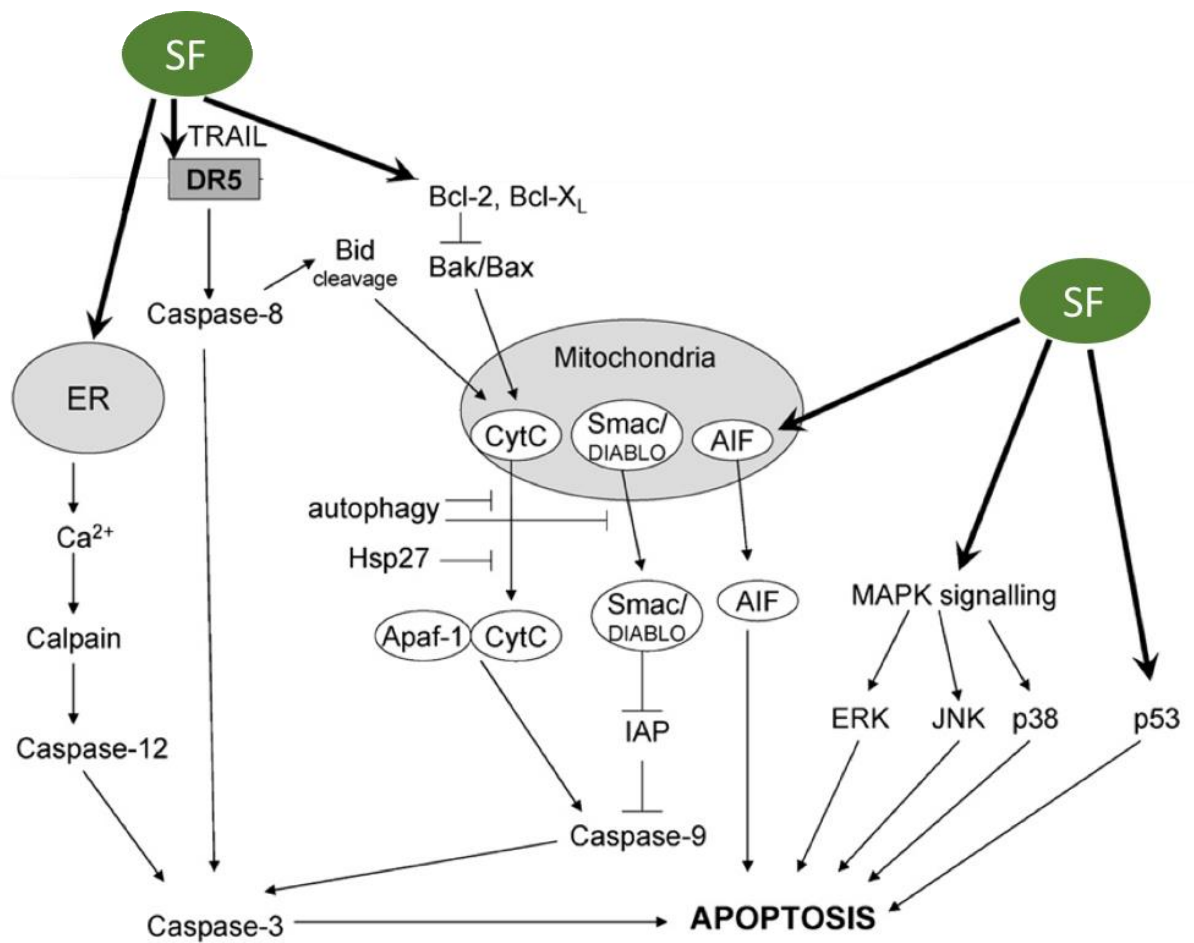 SF
TRAIL
DR5
Bcl-2, Bcl-XL
Bid
cleavage
Bak/Bax
Caspase-8
SF
ER
Mitochondria
CytC
Smac/
DIABLO
AIF
autophagy
Ca2+
Hsp27
Calpain
Apaf-1
CytC
Smac/
DIABLO
AIF
MAPK signalling
ERK
JNK
p38
p53
IAP
Caspase-12
Caspase-9
Caspase-3
APOPTOSIS